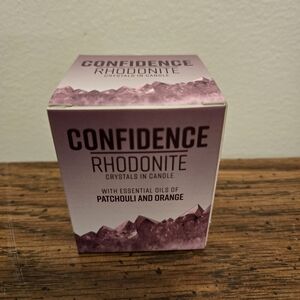 CONFIDENCE
RHODONITE
CRYSTALS IN CANDLE
CONFIDENCE
RHODONITE
CRYSTALS IN CANDLE
WITH ESSENTIAL OILS OF
PATCHOULI AND ORANGE